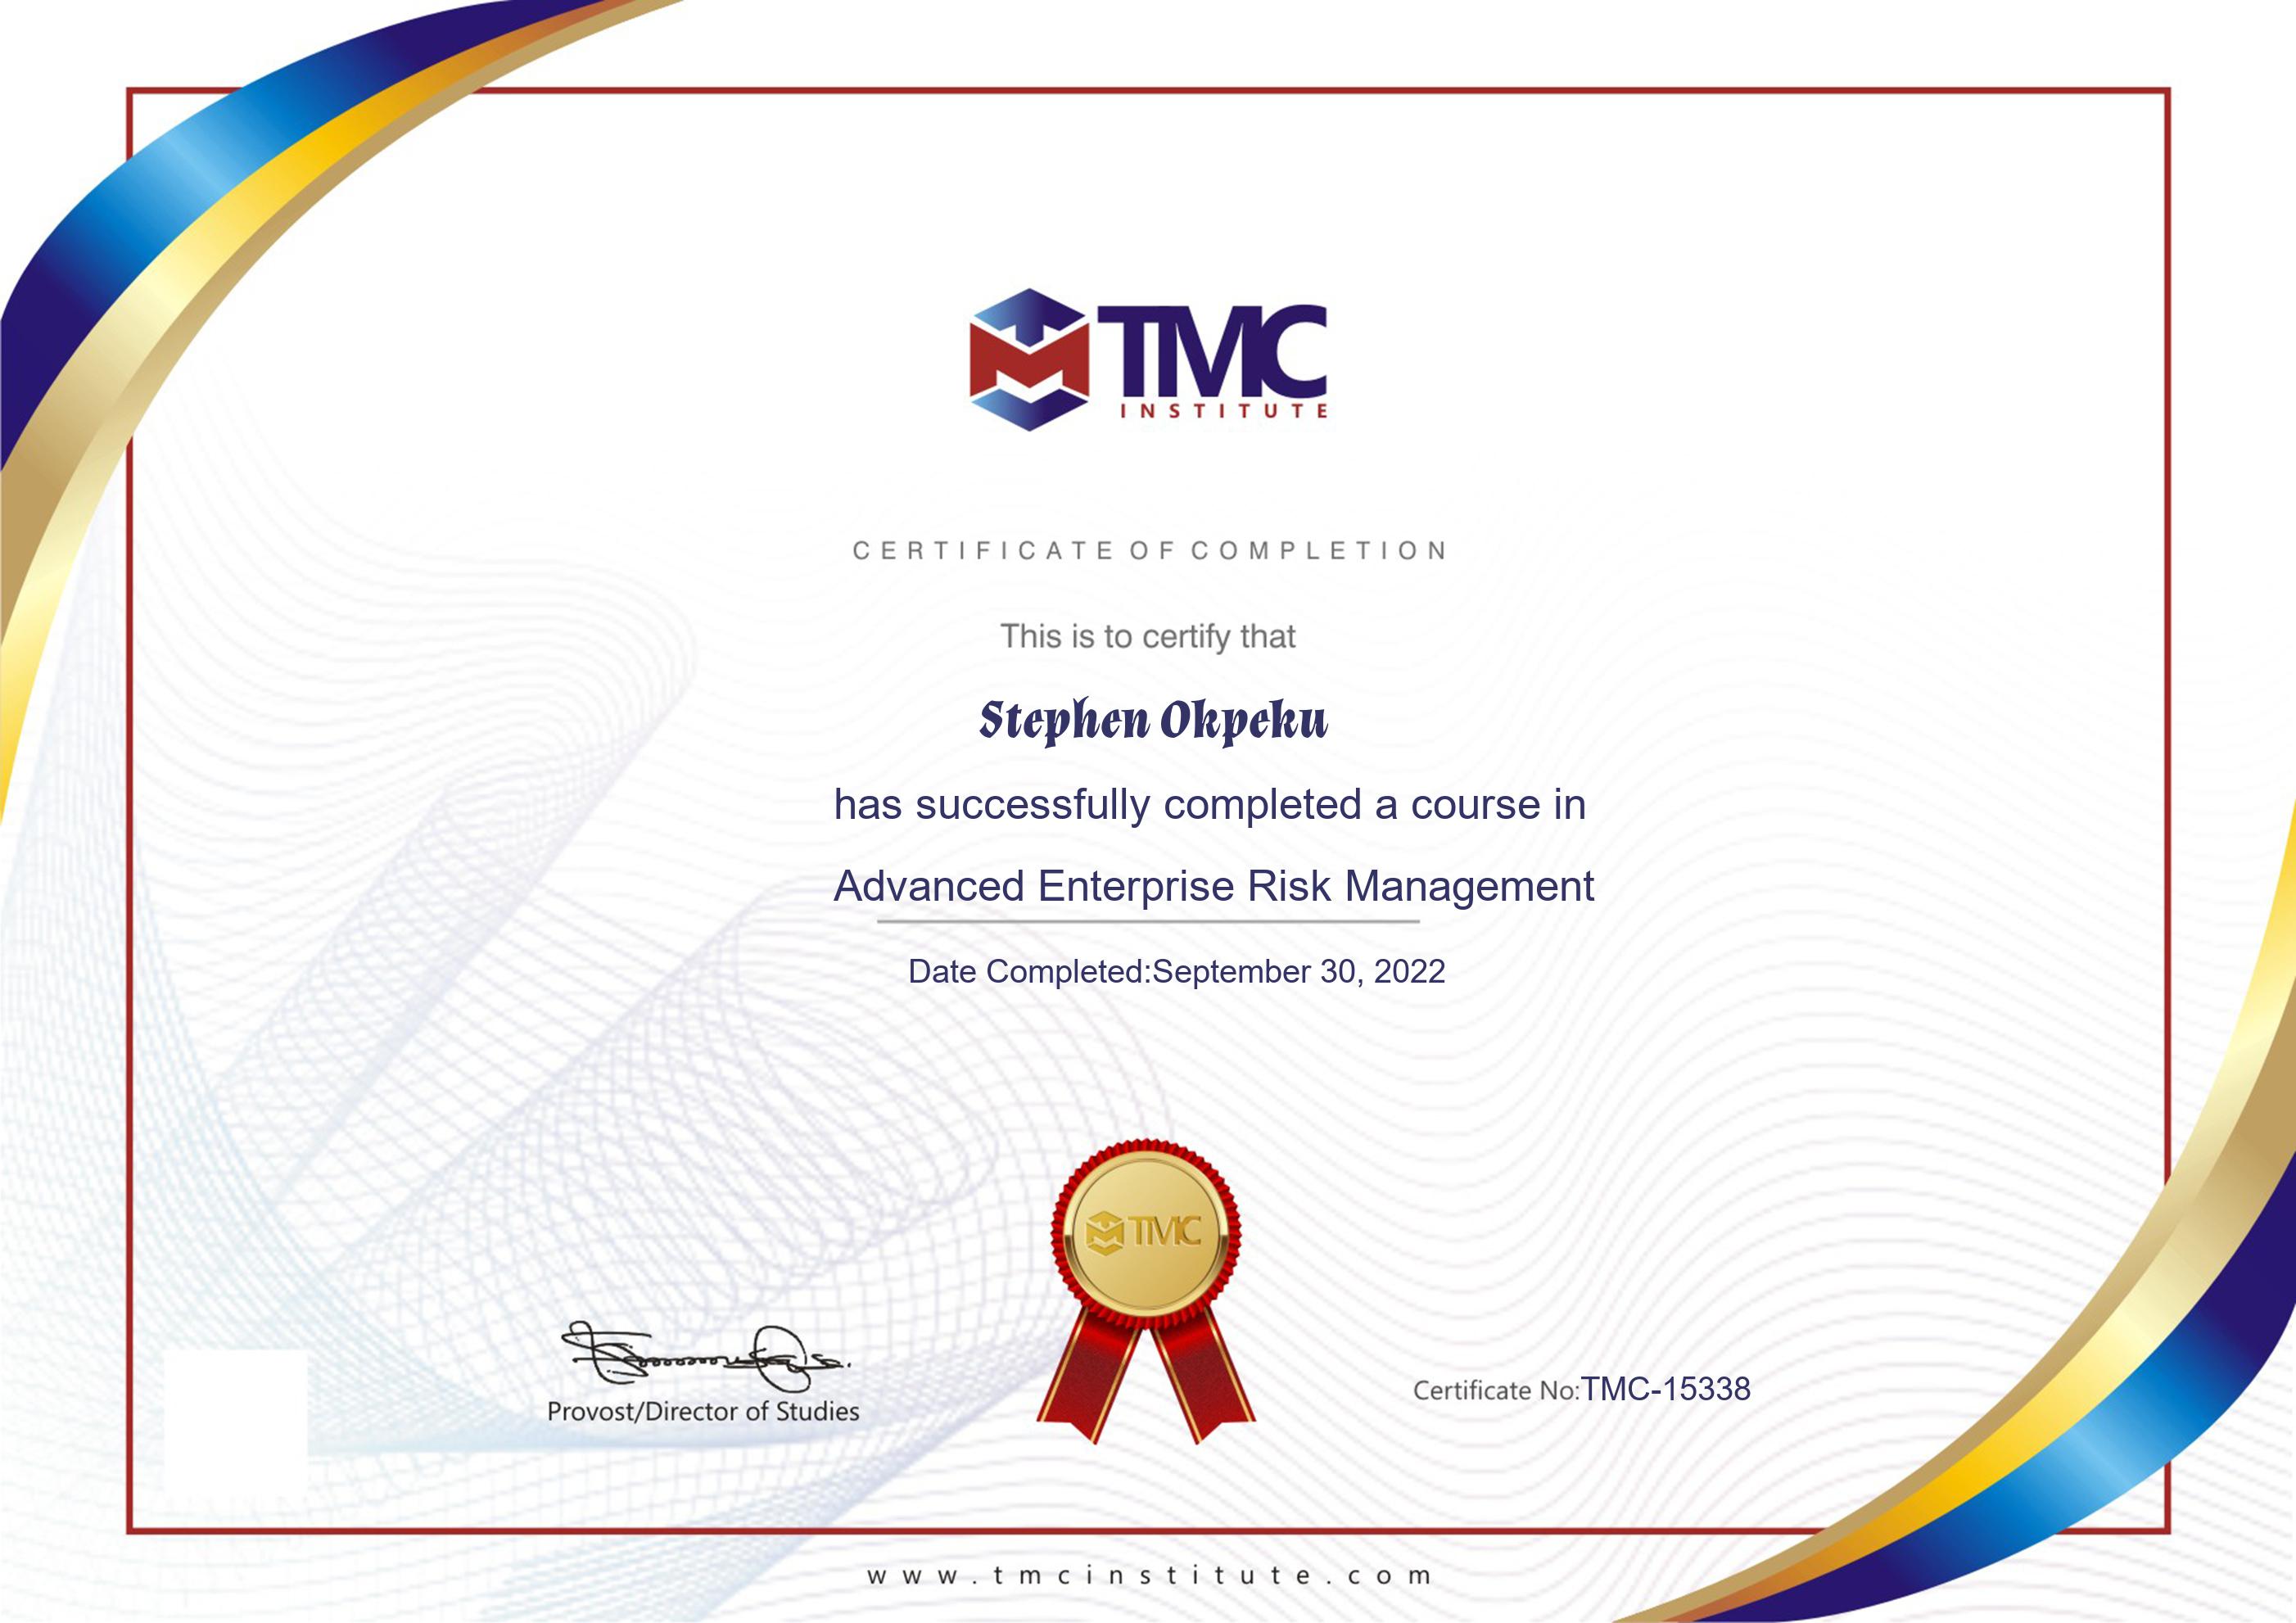 TMC
INSTITUTE
CERTIFICATE OF COMPLETION
This is to certify that
Stephen Okpeku
has successfully completed a course in
Advanced Enterprise Risk Management
Date Completed:September 30, 2022
TMC
Provost/Director of Studies
Certificate No:TMC-15338
www.tmcinstitute.com